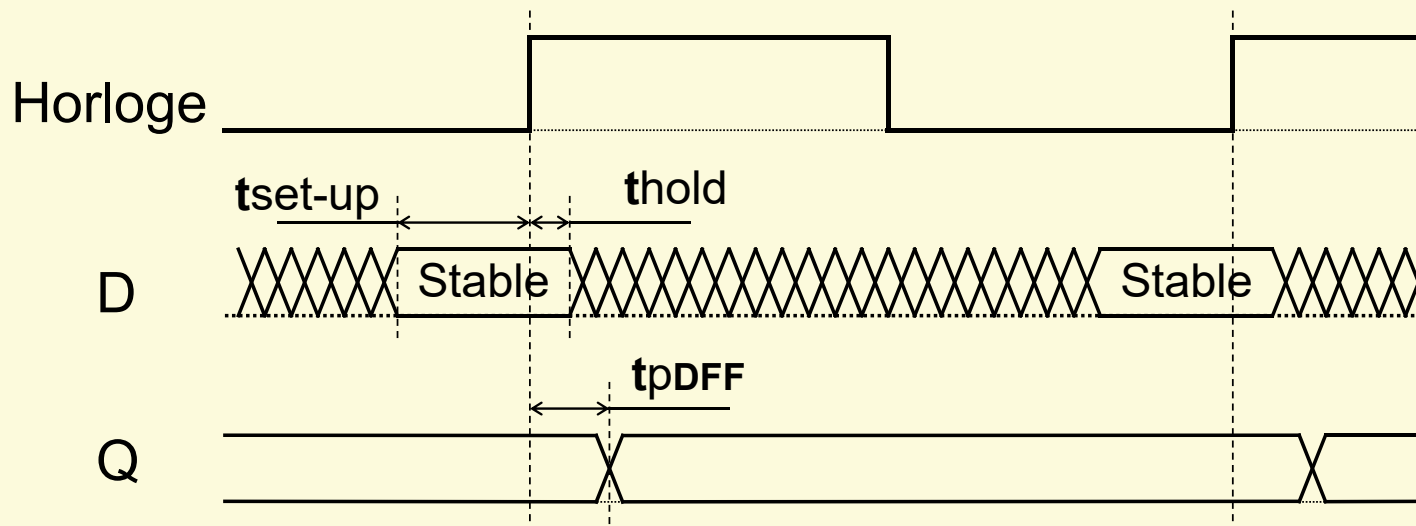 Horloge
tset-up
thold
D
Stable
Stable
tpDFF
Q